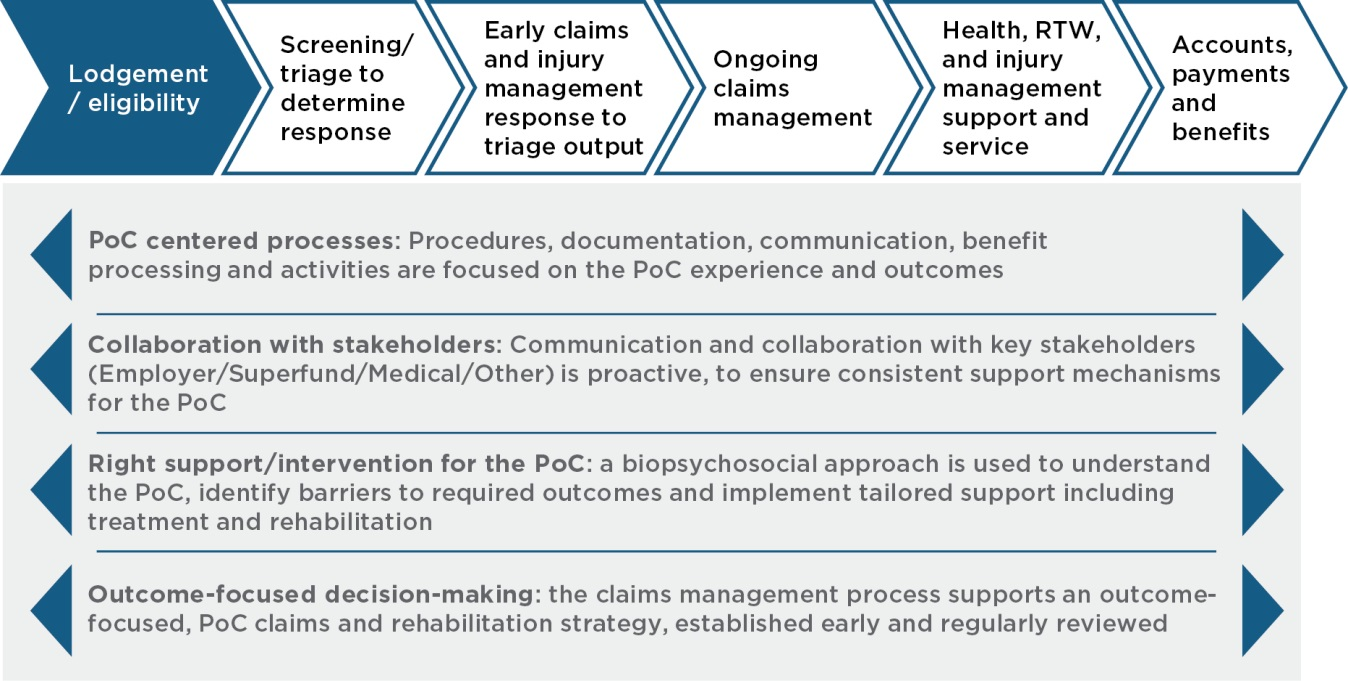 Lodgement
/ eligibility
Screening/
triage to
determine
response
Early claims
and injury
management
response to
triage output
Ongoing
claims
management
Health, RTW,
and injury
management
support and
service
Accounts,
payments
and
benefits
PoC centered processes: Procedures, documentation, communication, benefit
processing and activities are focused on the PoC experience and outcomes
Collaboration with stakeholders: Communication and collaboration with key stakeholders
(Employer/Superfund/Medical/Other) is proactive, to ensure consistent support mechanisms
for the PoC
Right support/intervention for the PoC: a biopsychosocial approach is used to understand
the PoC, identify barriers to required outcomes and implement tailored support including
treatment and rehabilitation
Outcome-focused decision-making: the claims management process supports an outcome-
focused, PoC claims and rehabilitation strategy, established early and regularly reviewed